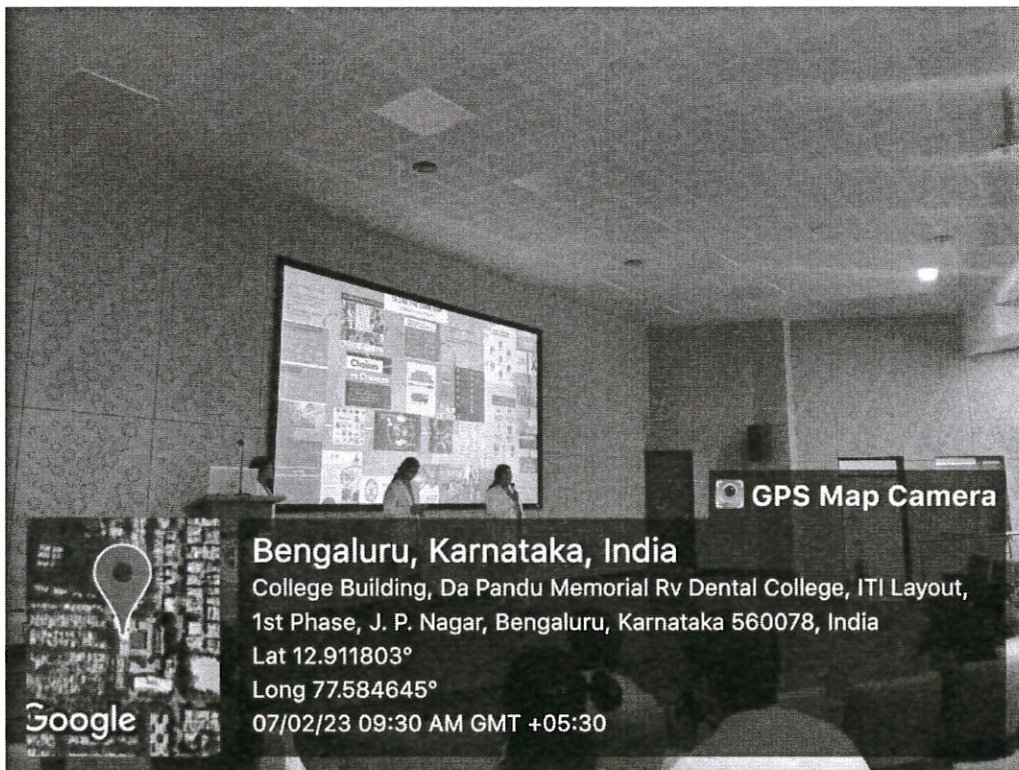 Choices
GPS Map Camera
Bengaluru, Karnataka, India
College Building, Da Pandu Memorial Rv Dental College, ITI Layout,
1st Phase, J. P. Nagar, Bengaluru, Karnataka 560078, India
Lat 12.911803°
Long 77.584645°
07/02/23 09:30 AM GMT +05:30
Google